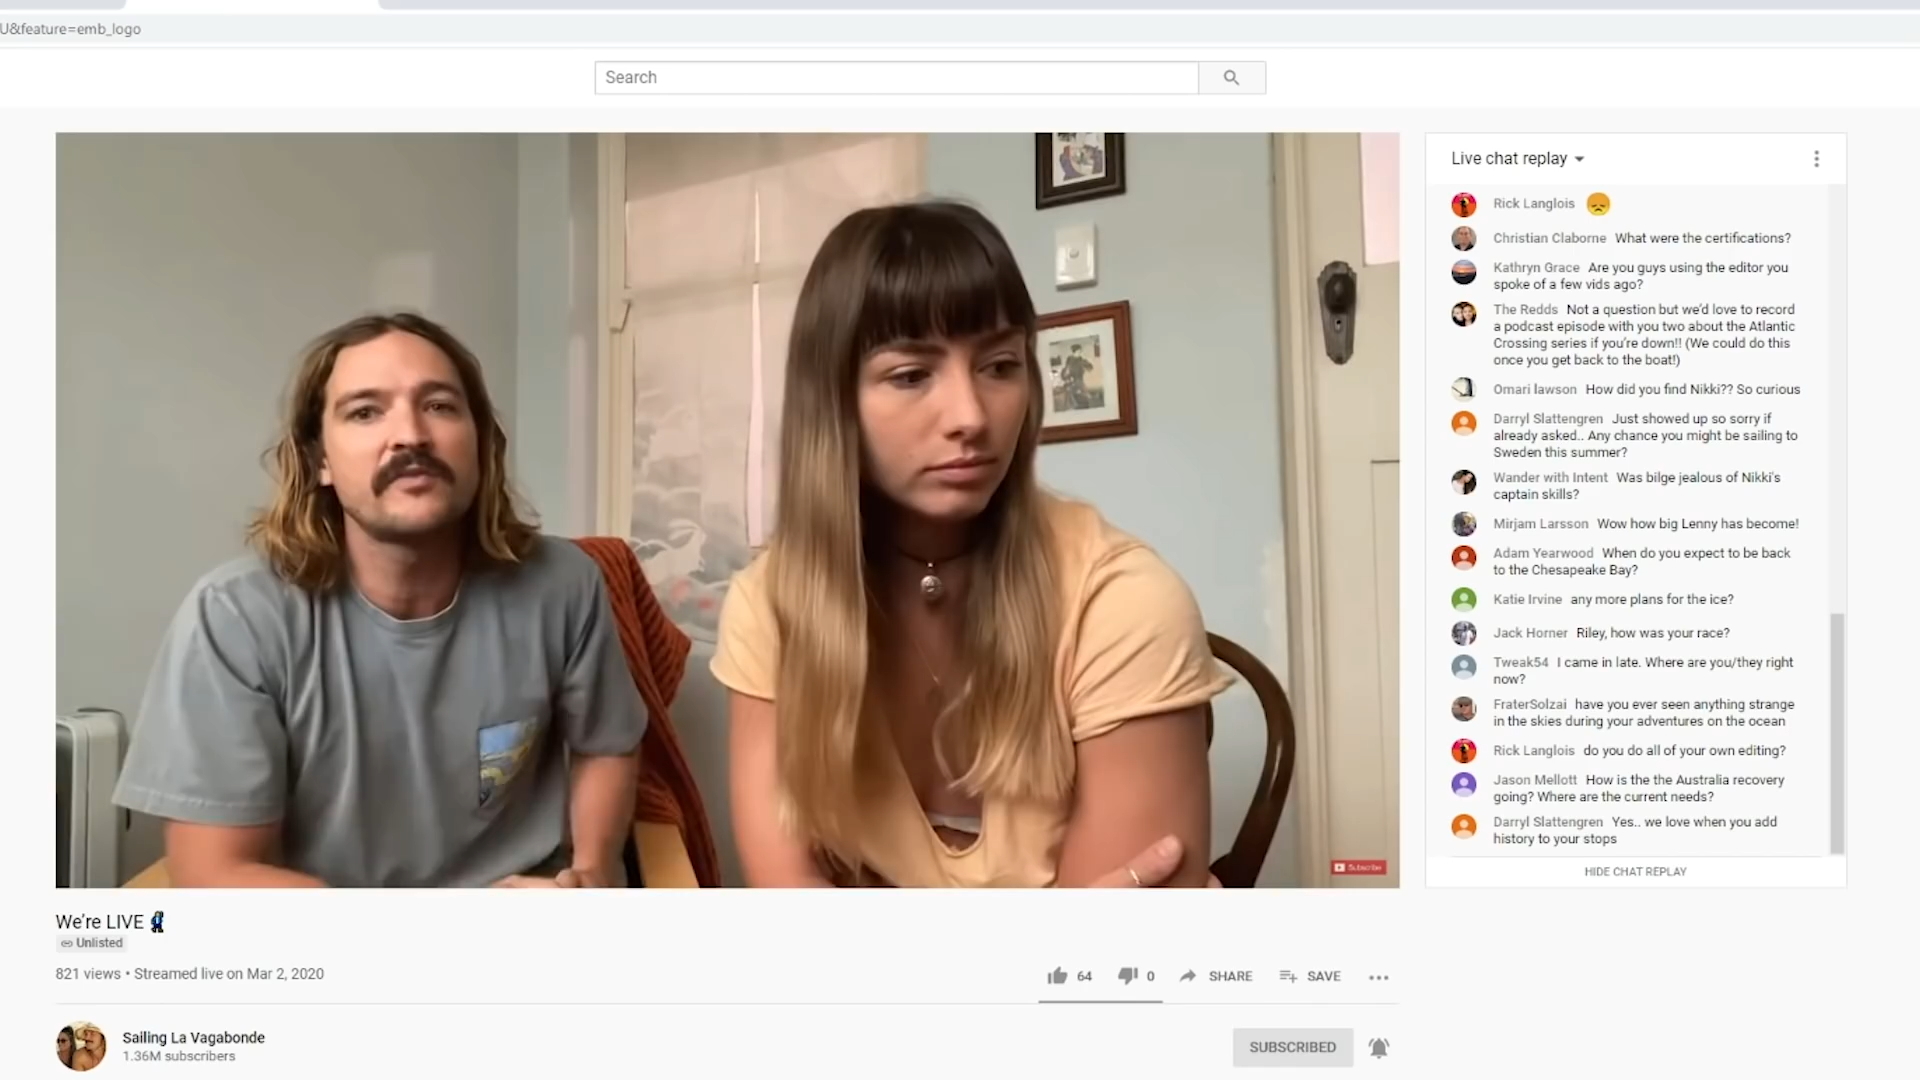 U&feature=emb_logo
Search
Live chat replay
Rick Langlois
Christian Claborne What were the certifications?
Kathryn Grace Are you guys using the editor you
spoke of a few vids ago?
The Redds Not a question but we'd love to record
a podcast episode with you two about the Atlantic
Crossing series if you're down!! (We could do this
once you get back to the boat!)
Omari lawson How did you find Nikki?? So curious
Darryl Slattengren Just showed up so sorry if
already asked.. Any chance you might be sailing to
Sweden this summer?
Wander with Intent Was bilge jealous of Nikki's
captain skills?
Mirjam Larsson Wow how big Lenny has become!
Adam Yearwood When do you expect to be back
to the Chesapeake Bay?
Katie Irvine any more plans for the ice?
Jack Horner Riley, how was your race?
Tweak54 I came in late. Where are you/they right
now?
FraterSolzai have you ever seen anything strange
in the skies during your adventures on the ocean
Rick Langlois do you do all of your own editing?
Jason Mellott How is the the Australia recovery
going? Where are the current needs?
Darryl Slattengren Yes.. we love when you add
history to your stops
HIDE CHAT REPLAY
Subscribe
We're LIVE
Unlisted
821 views • Streamed live on Mar 2, 2020
64 0 SHARE SAVE
Sailing La Vagabonde
1.36M subscribers
SUBSCRIBED